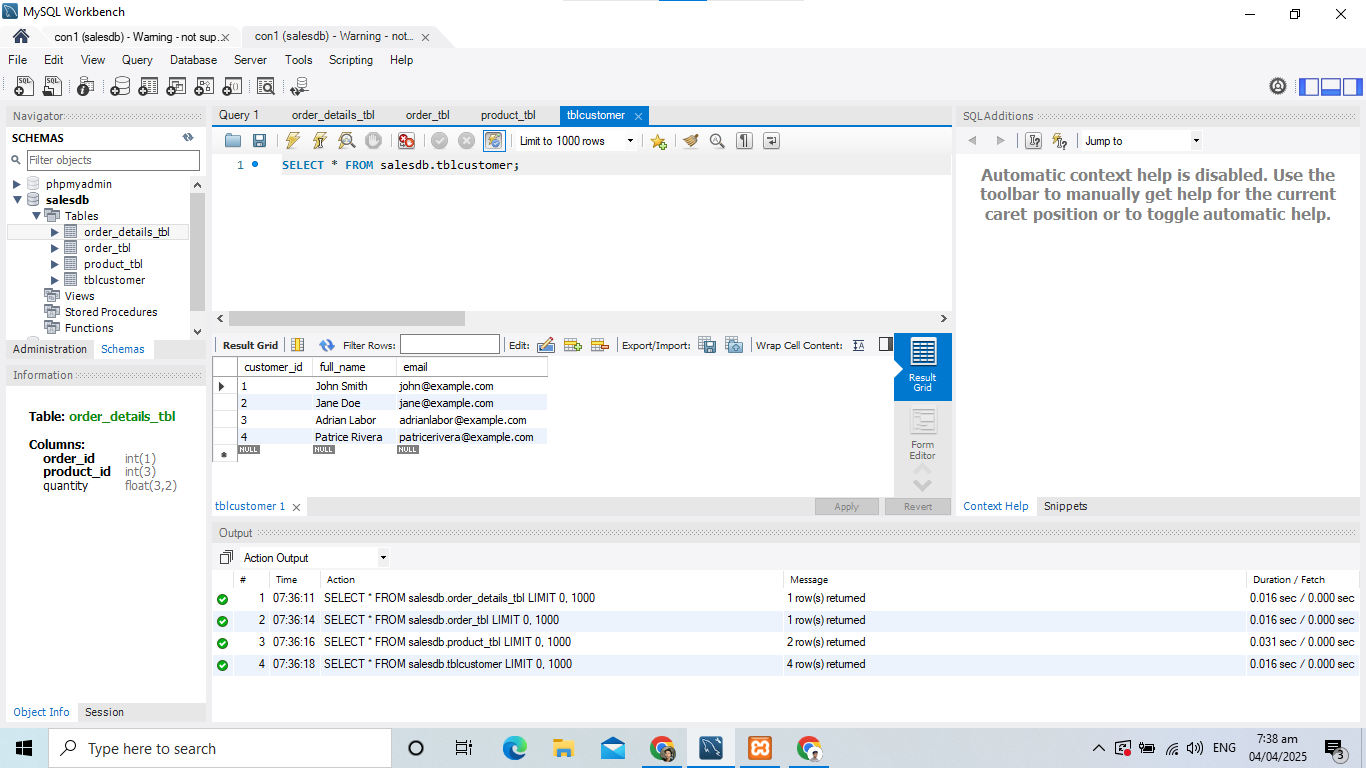 MySQL Workbench
con1 (salesdb) - Warning - not sup...
con1 (salesdb) - Warning - not...
File Edit View Query Database Server Tools Scripting Help
Navigator
SCHEMAS
Filter objects
phpmyadmin
salesdb
Tables
order_details_tbl
order_tbl
product_tbl
tblcustomer
Views
Stored Procedures
Functions
Administration Schemas
Information
Table: order_details_tbl
Columns:
order_id int(1)
product_id int(3)
quantity float(3,2)
Object Info Session
Query 1 order_details_tbl order_tbl product_tbl tblcustomer
Limit to 1000 rows
1 SELECT * FROM salesdb.tblcustomer;
Result Grid Filter Rows: Edit: Export/Import: Wrap Cell Content:
customer_id full_name email
1 John Smith john@example.com
2 Jane Doe jane@example.com
3 Adrian Labor adrianlabor@example.com
4 Patrice Rivera patricerivera@example.com
NULL NULL NULL
Result
Grid
Form
Editor
tblcustomer 1
Apply Revert
SQLAdditions
Jump to
Automatic context help is disabled. Use the
toolbar to manually get help for the current
caret position or to toggle automatic help.
Context Help Snippets
Output
Action Output
# Time Action Message Duration / Fetch
1 07:36:11 SELECT * FROM salesdb.order_details_tbl LIMIT 0, 1000 1 row(s) returned 0.016 sec / 0.000 sec
2 07:36:14 SELECT * FROM salesdb.order_tbl LIMIT 0, 1000 1 row(s) returned 0.016 sec / 0.000 sec
3 07:36:16 SELECT * FROM salesdb.product_tbl LIMIT 0, 1000 2 row(s) returned 0.031 sec / 0.000 sec
4 07:36:18 SELECT * FROM salesdb.tblcustomer LIMIT 0, 1000 4 row(s) returned 0.016 sec / 0.000 sec
Type here to search
ENG
7:38 am
04/04/2025
3